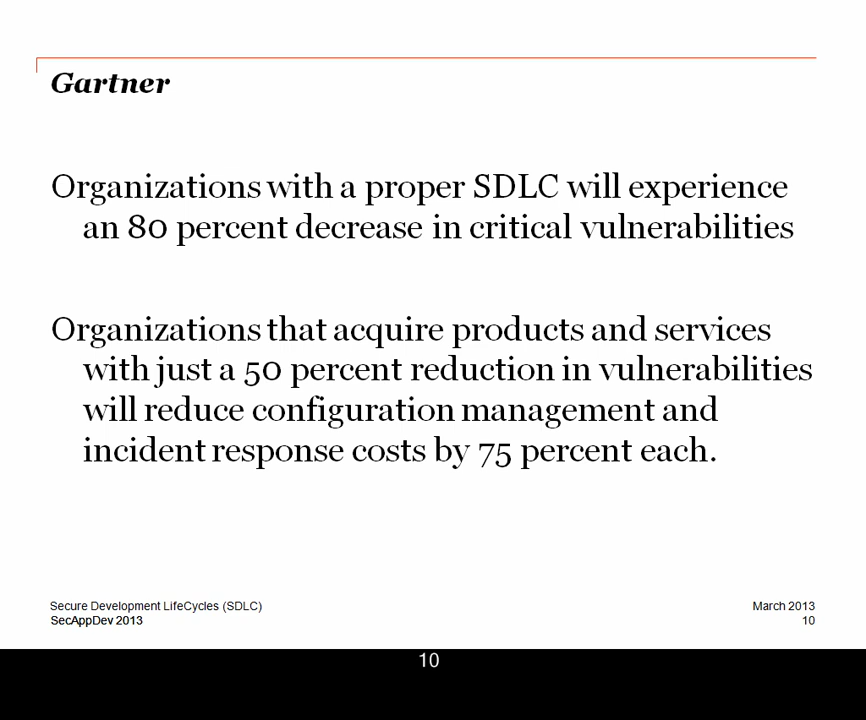 Gartner
Organizations with a proper SDLC will experience
an 80 percent decrease in critical vulnerabilities
Organizations that acquire products and services
with just a 50 percent reduction in vulnerabilities
will reduce configuration management and
incident response costs by 75 percent each.
Secure Development LifeCycles (SDLC)
SecAppDev 2013
March 2013
10
10